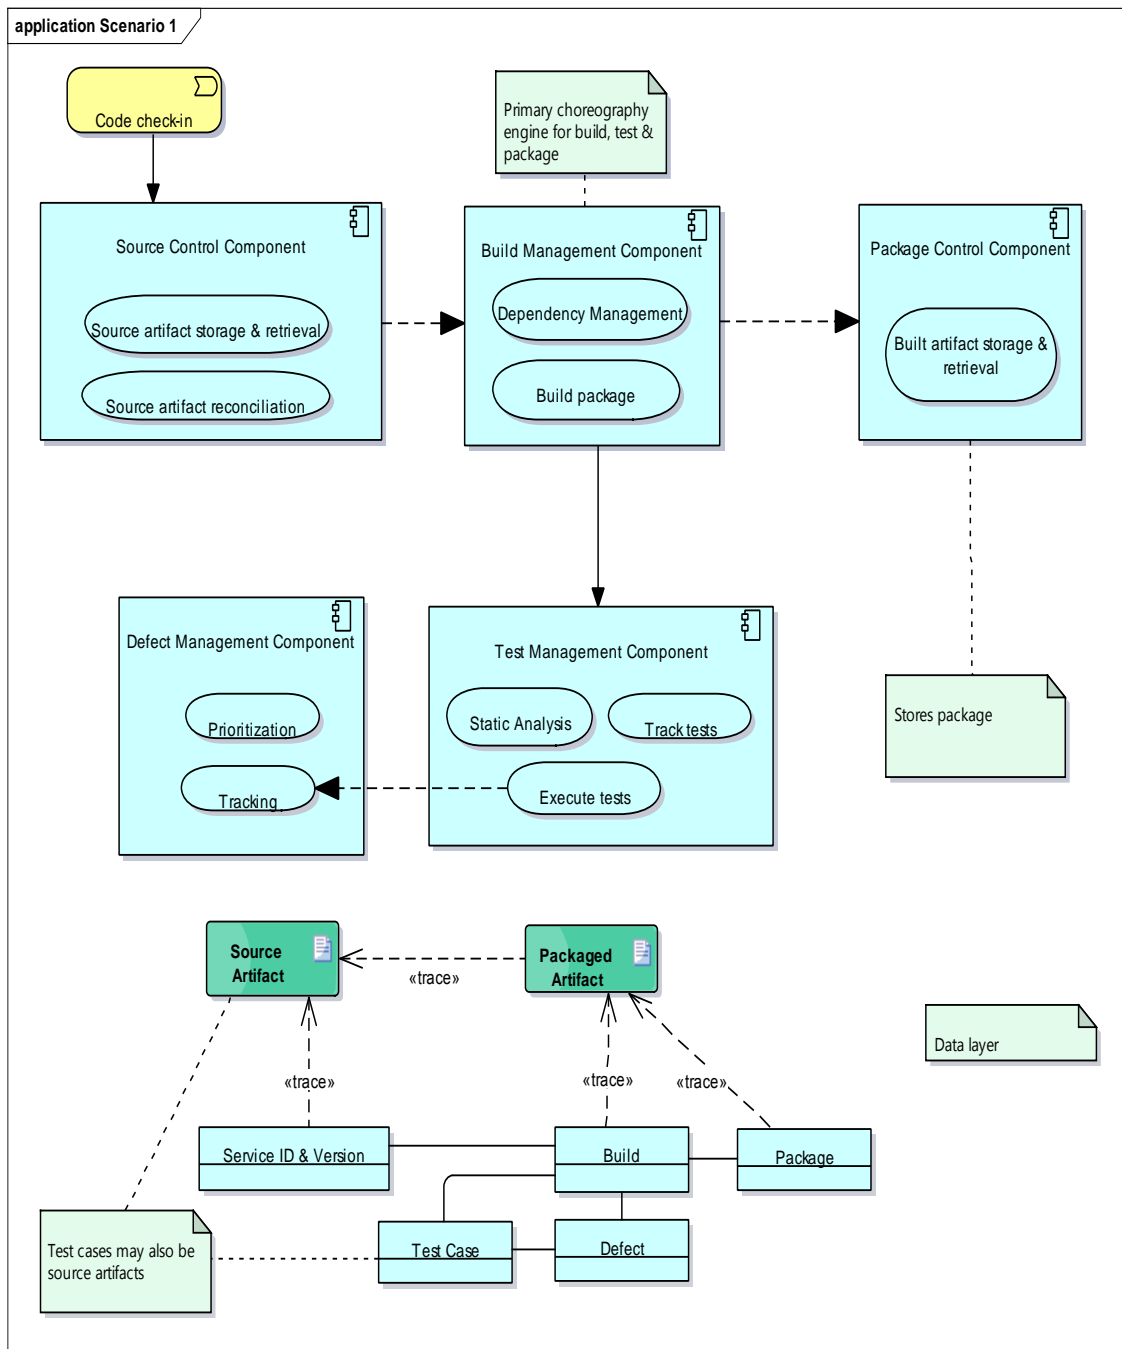 application Scenario 1
Code check-in
Primary choreography
engine for build, test &
package
Source Control Component
Source artifact storage & retrieval
Source artifact reconciliation
Build Management Component
Dependency Management
Build package
Package Control Component
Built artifact storage &
retrieval
Defect Management Component
Prioritization
Tracking
Test Management Component
Static Analysis
Track tests
Execute tests
Stores package
Source
Artifact
«trace»
Packaged
Artifact
Data layer
«trace»
«trace»
«trace»
Service ID & Version
Build
Package
Test Case
Defect
Test cases may also be
source artifacts